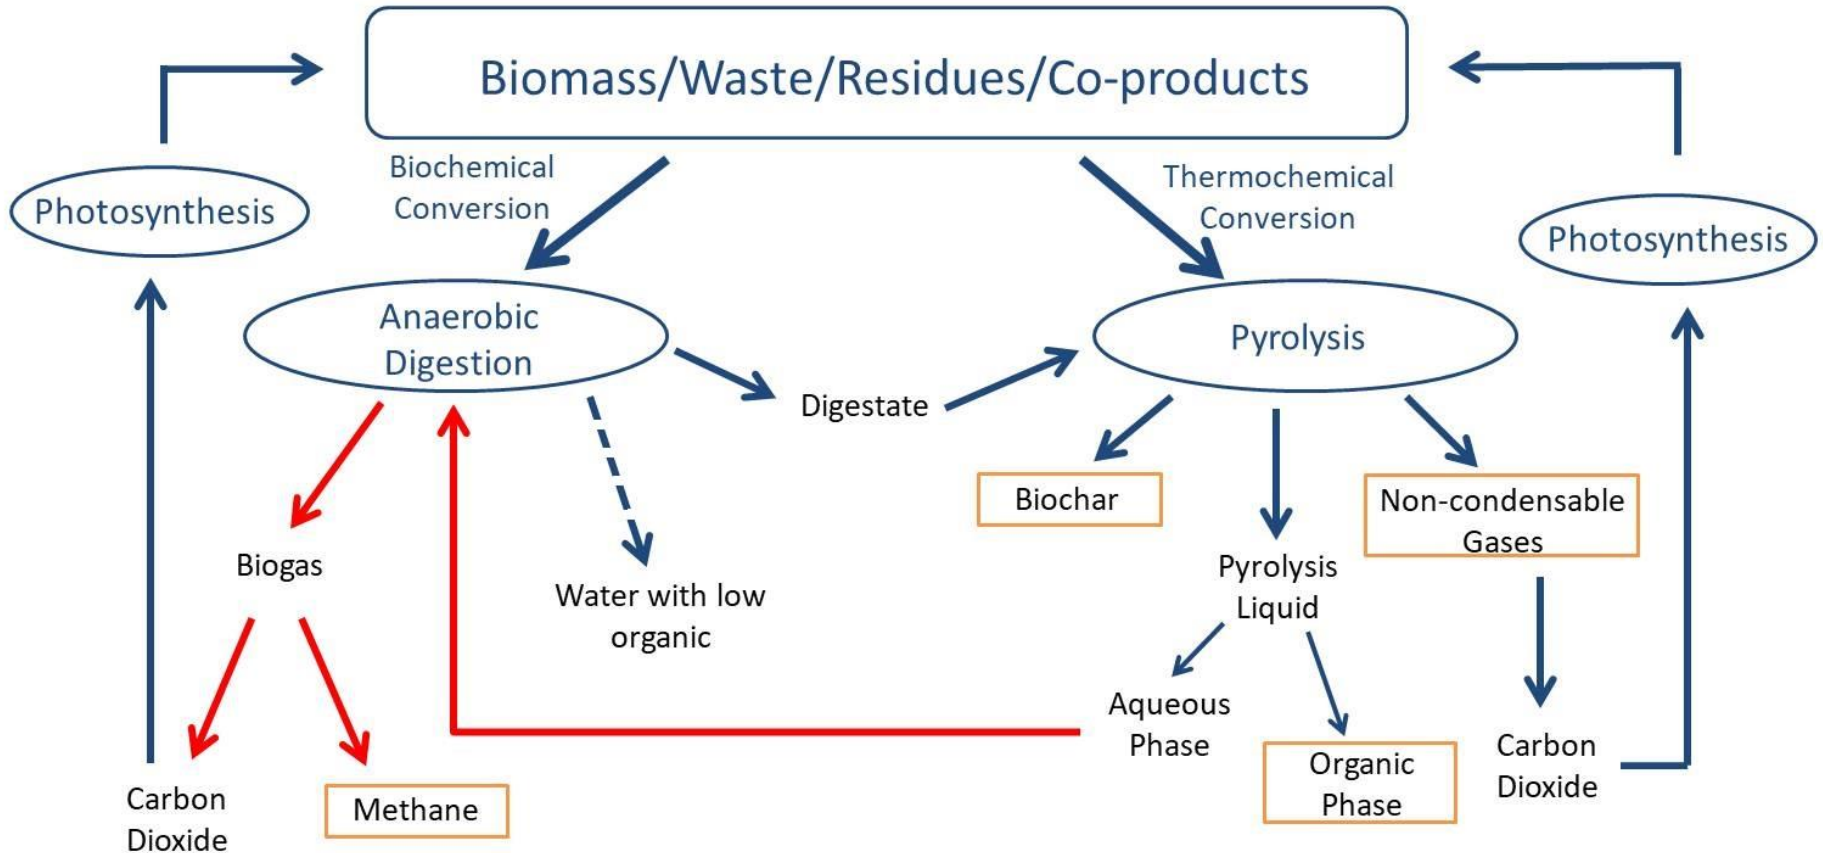 Biomass/Waste/Residues/Co-products
Biochemical
Conversion
Thermochemical
Conversion
Photosynthesis
Photosynthesis
Anaerobic
Digestion
Pyrolysis
Digestate
Biochar
Non-condensable
Gases
Biogas
Water with low
organic
Pyrolysis
Liquid
Aqueous
Phase
Organic
Phase
Carbon
Dioxide
Carbon
Dioxide
Methane